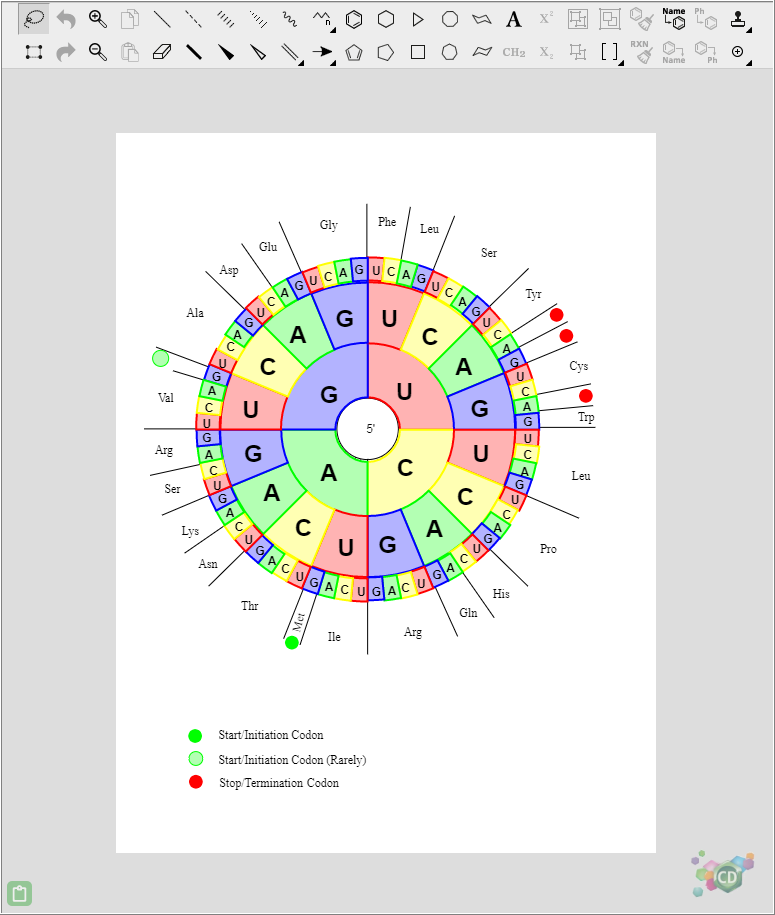 n
A
X²
Name
Ph
CH2
X₂
[ ]
RXN
Name
Ph
Phe
Leu
Ser
Tyr
Cys
Trp
Leu
Pro
His
Gln
Arg
Ile
Met
Thr
Asn
Lys
Ser
Arg
Val
Ala
Asp
Glu
Gly
U C A G U C A G U C A G U C A G
U C A G U C A G U C A G U C A G
U C A G U C A G U C A G U C A G
U C A G U C A G U C A G U C A G
U C A G U C A G U C A G U C A G
U C A G
5'
Start/Initiation Codon
Start/Initiation Codon (Rarely)
Stop/Termination Codon
CD